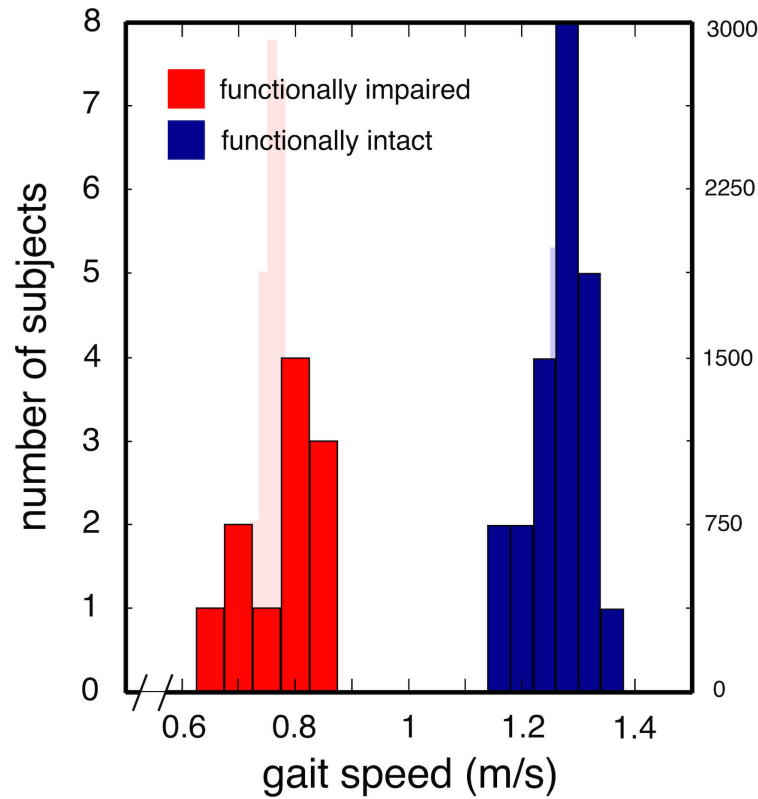 8
7
6
5
4
3
2
1
0
number of subjects
functionally impaired
functionally intact
3000
2250
1500
750
0
0.6 0.8 1 1.2 1.4
gait speed (m/s)